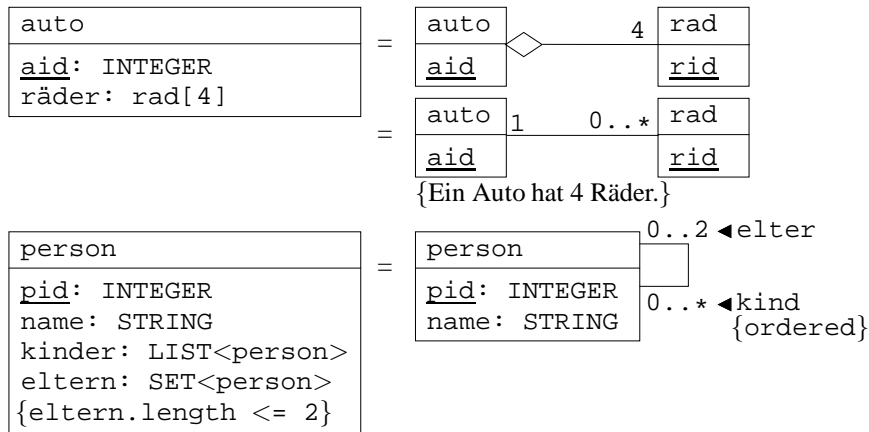 auto
aid: INTEGER
räder: rad[4]
=
auto
aid
4
rad
rid
=
auto
aid
1
0..*
rad
rid
{Ein Auto hat 4 Räder.}
person
pid: INTEGER
name: STRING
kinder: LIST<person>
eltern: SET<person>
{eltern.length <= 2}
=
person
pid: INTEGER
name: STRING
0..2 ◄elter
0..* ◄kind
{ordered}